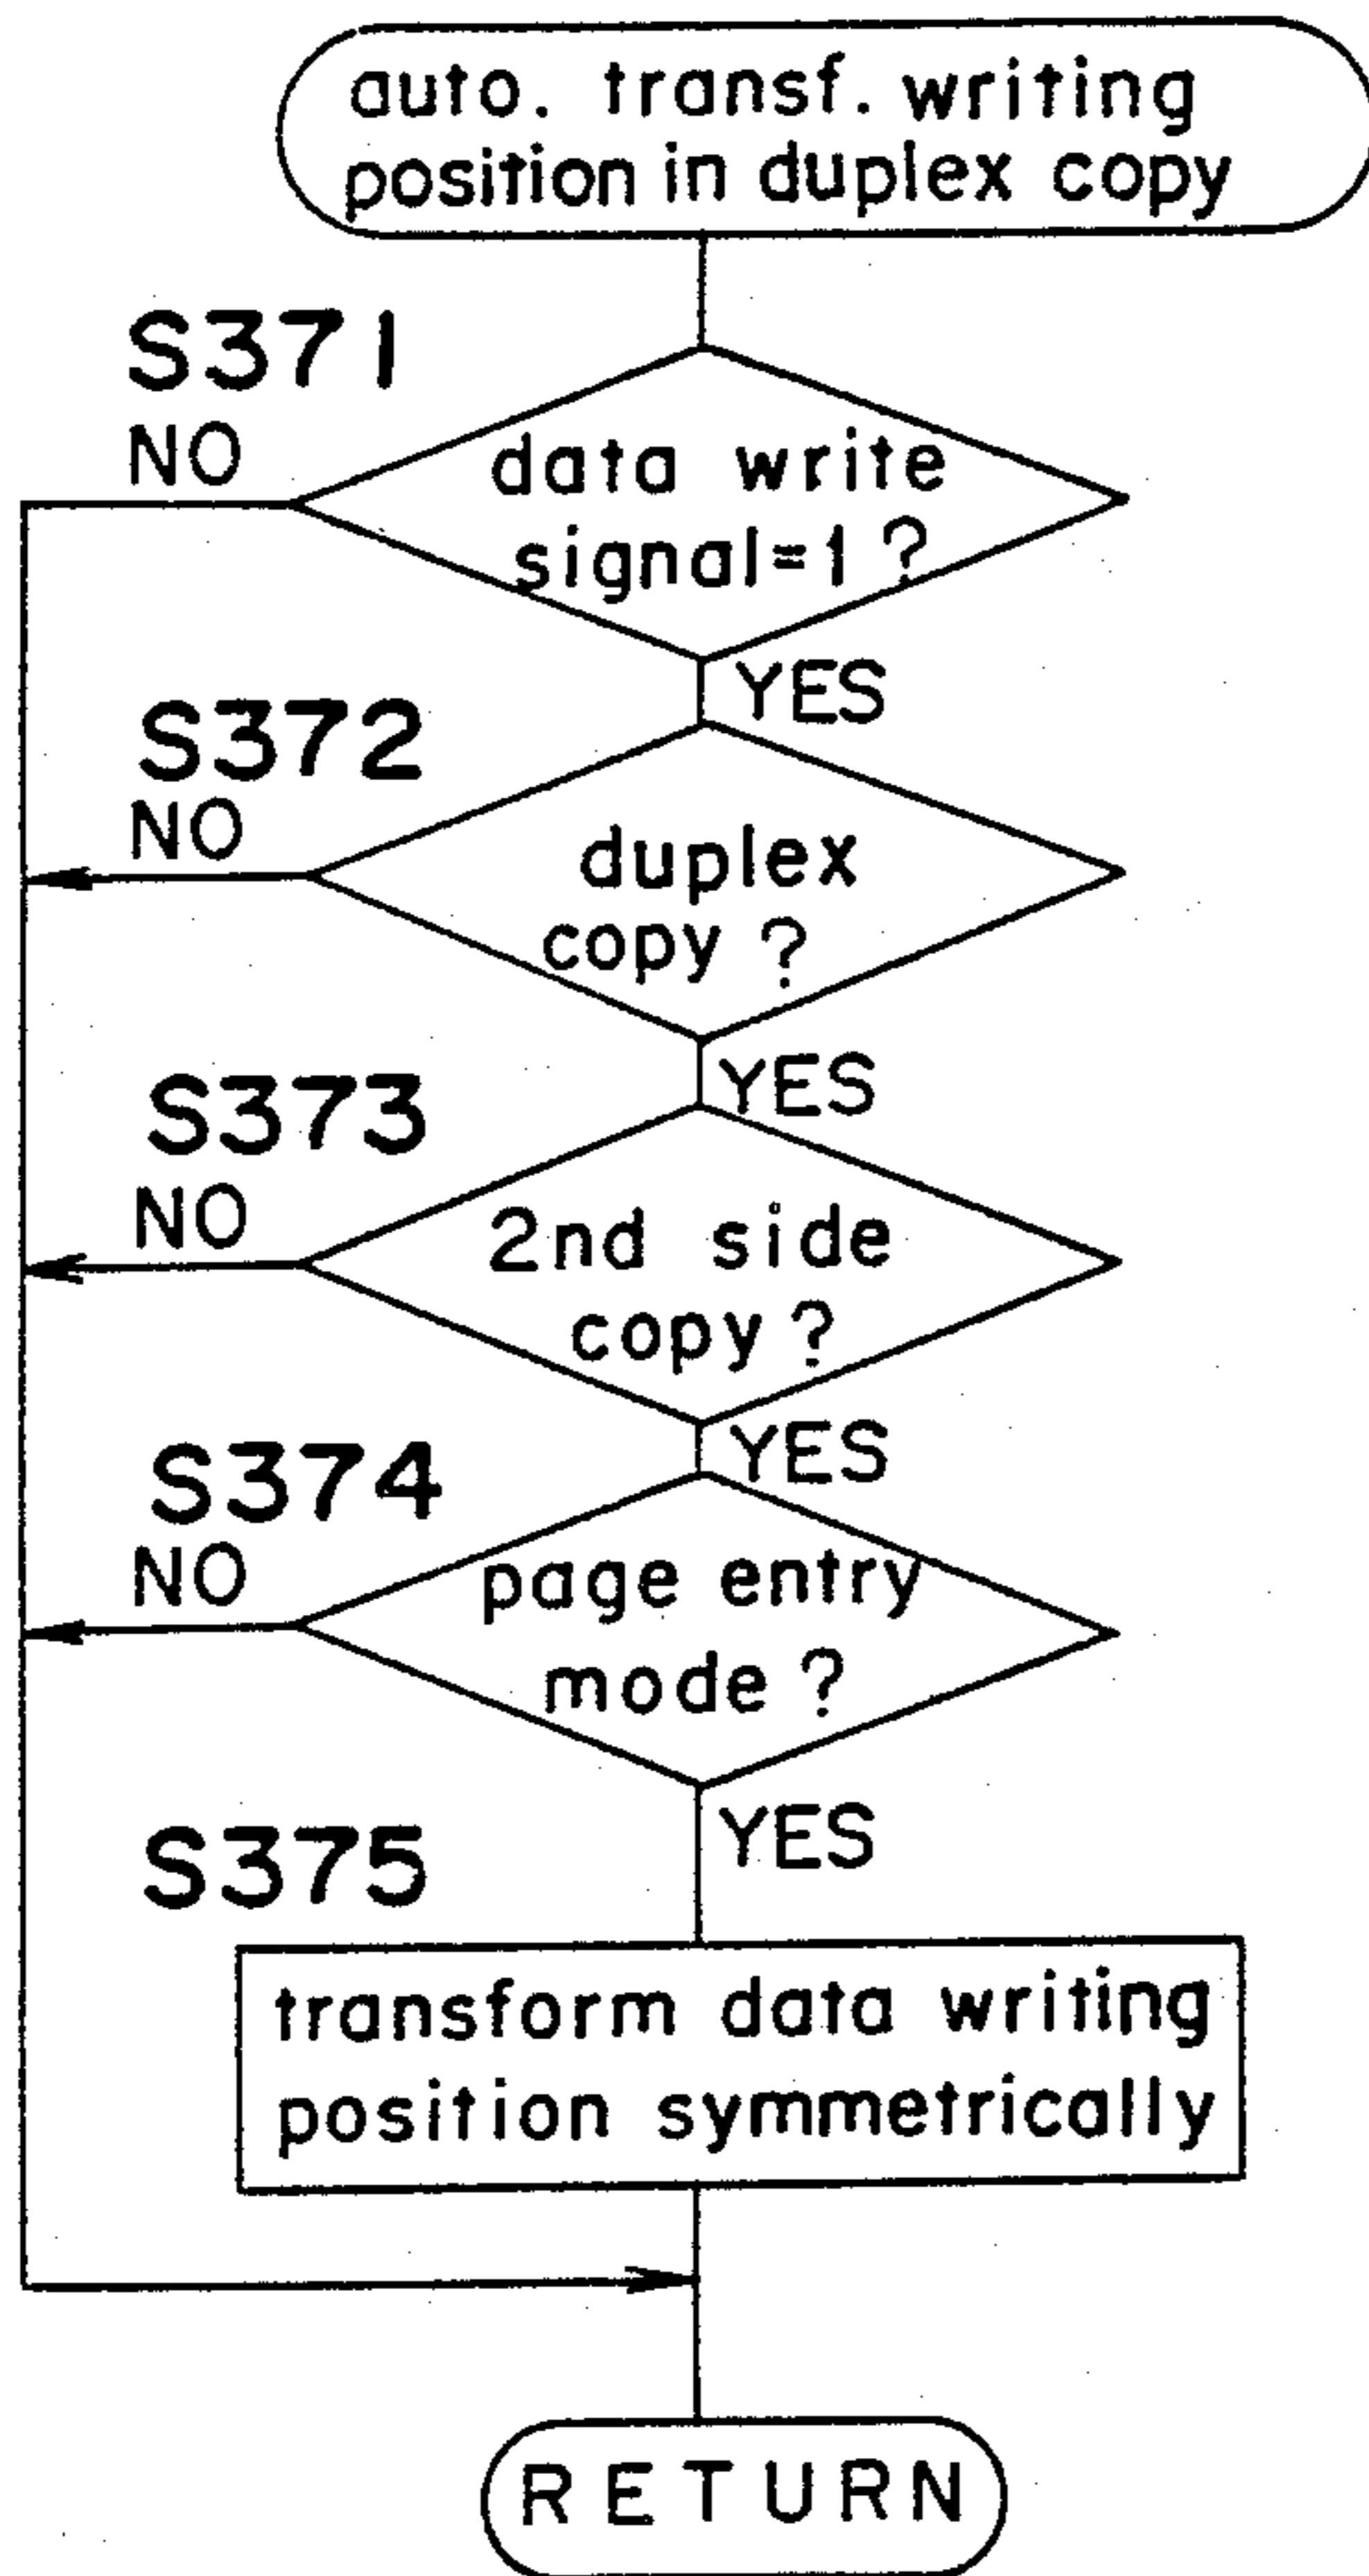 auto. transf. writing
position in duplex copy
S371
NO
data write
signal=1 ?
YES
S372
NO
duplex
copy ?
YES
S373
NO
2nd side
copy ?
YES
S374
NO
page entry
mode ?
YES
S375
transform data writing
position symmetrically
RETURN